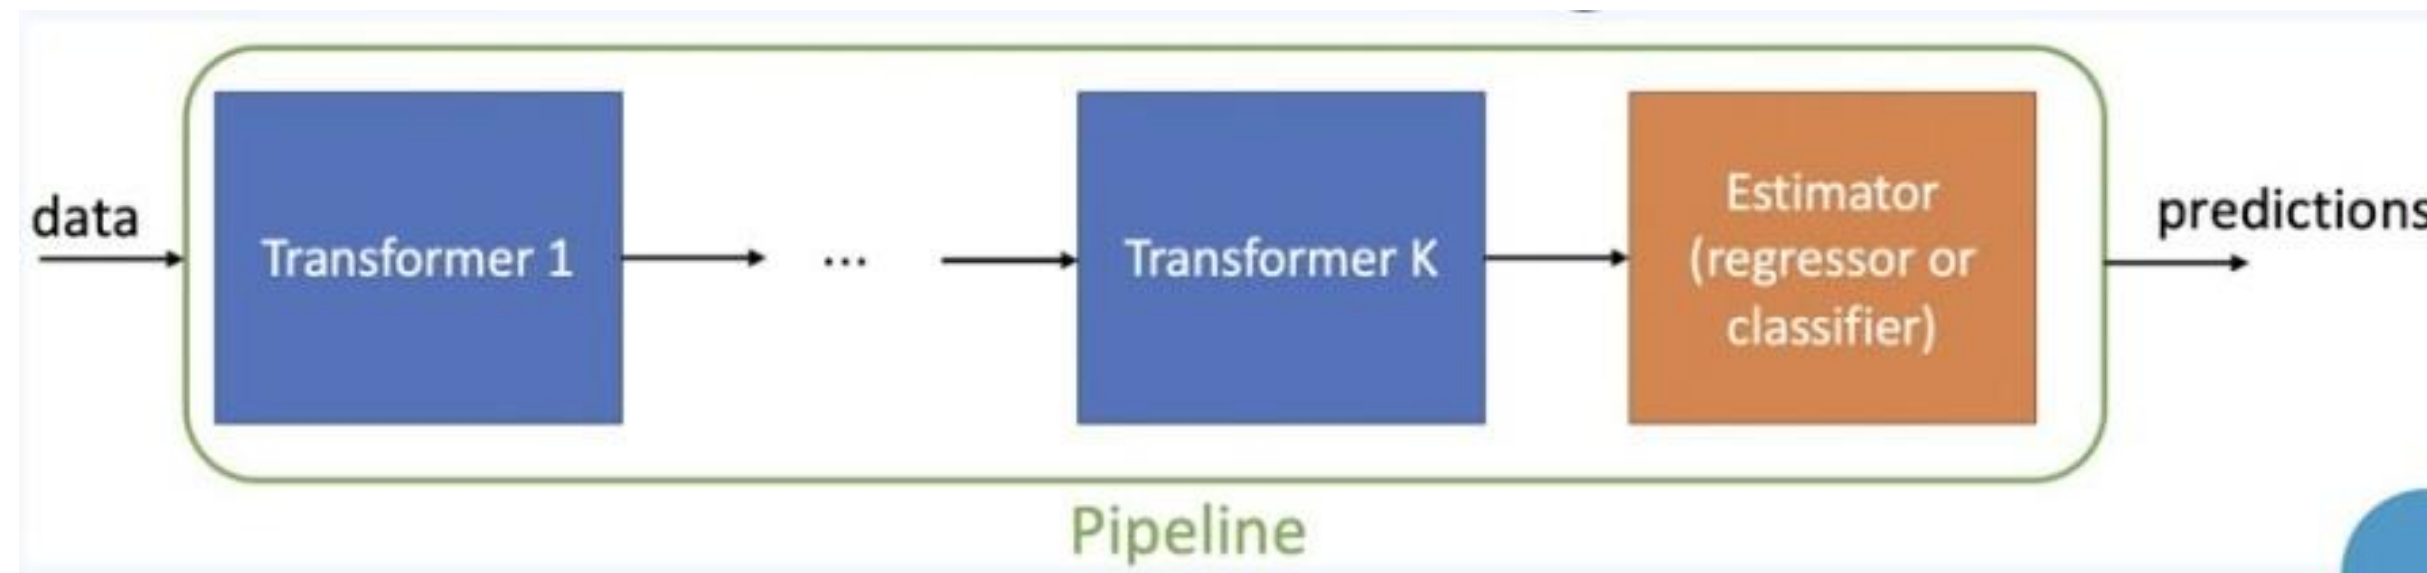 data
Transformer 1
...
Transformer K
Estimator
(regressor or
classifier)
predictions
Pipeline